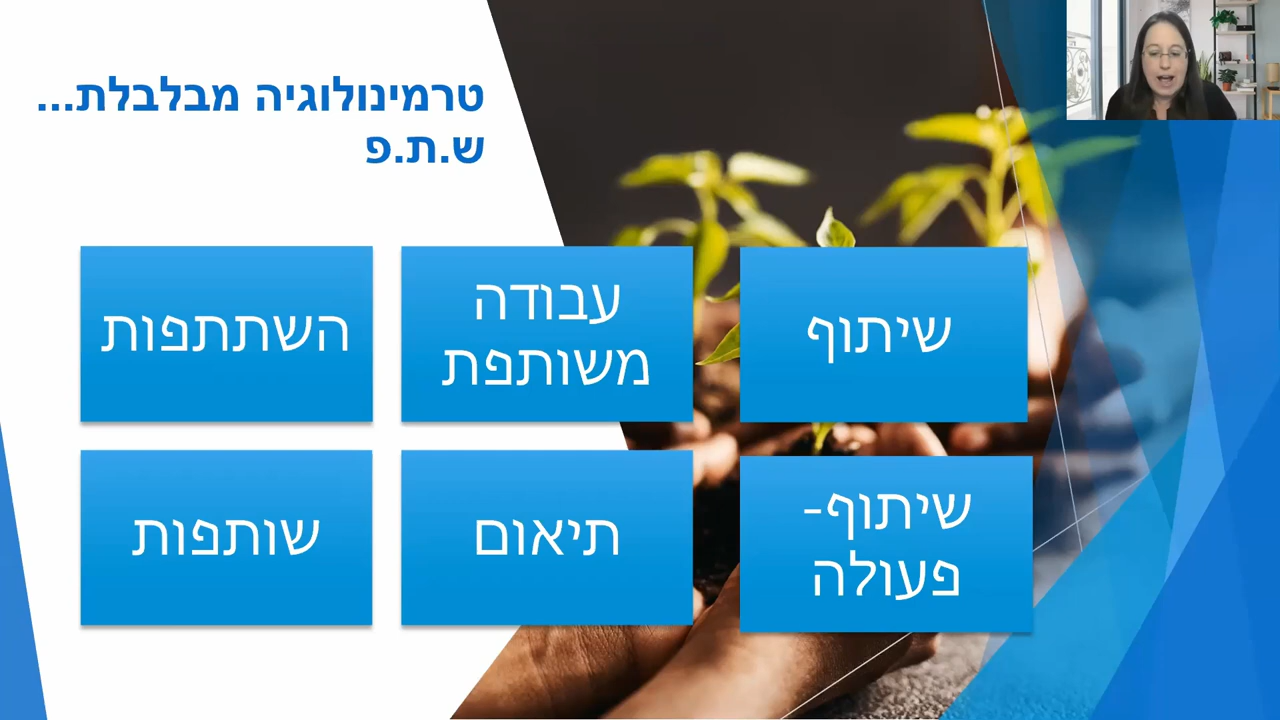 טרמינולוגיה מבלבלת...
ש.ת.פ
שיתוף
עבודה
משותפת
השתתפות
שיתוף-
פעולה
תיאום
שותפות